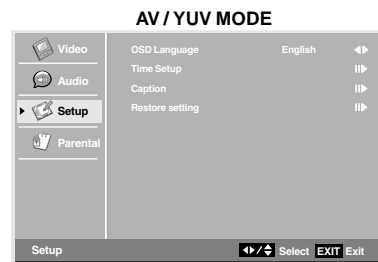 AV / YUV MODE
Video
Audio
Setup
Parental
OSD Language English
Time Setup
Caption
Restore setting
Setup
Select EXIT Exit